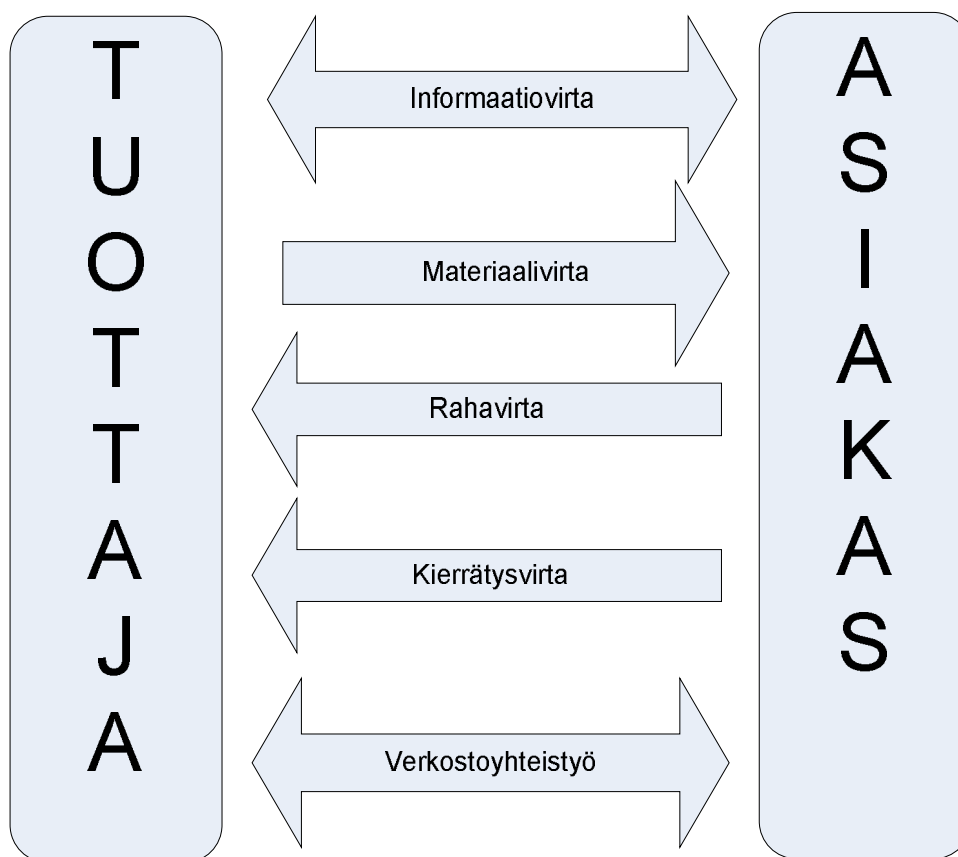 TUOTTAJA
Informaatiovirta
Materiaalivirta
Rahavirta
Kierrätysvirta
Verkostoyhteistyö
ASIAKAS